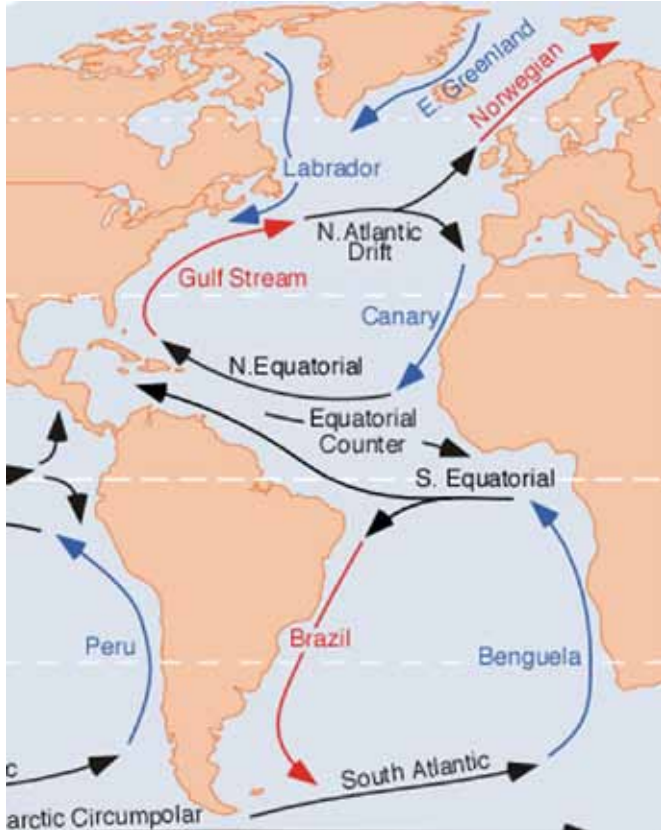 E. Greenland
Norwegian
Labrador
N. Atlantic
Drift
Gulf Stream
Canary
N. Equatorial
Equatorial
Counter
S. Equatorial
Peru
Brazil
Benguela
South Atlantic
c
arctic Circumpolar